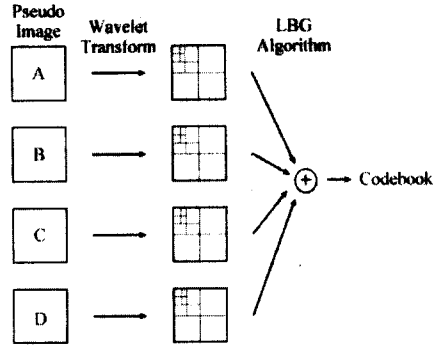 Pseudo
Image
Wavelet
Transform
LBG
Algorithm
A
B
C
D
+
Codebook